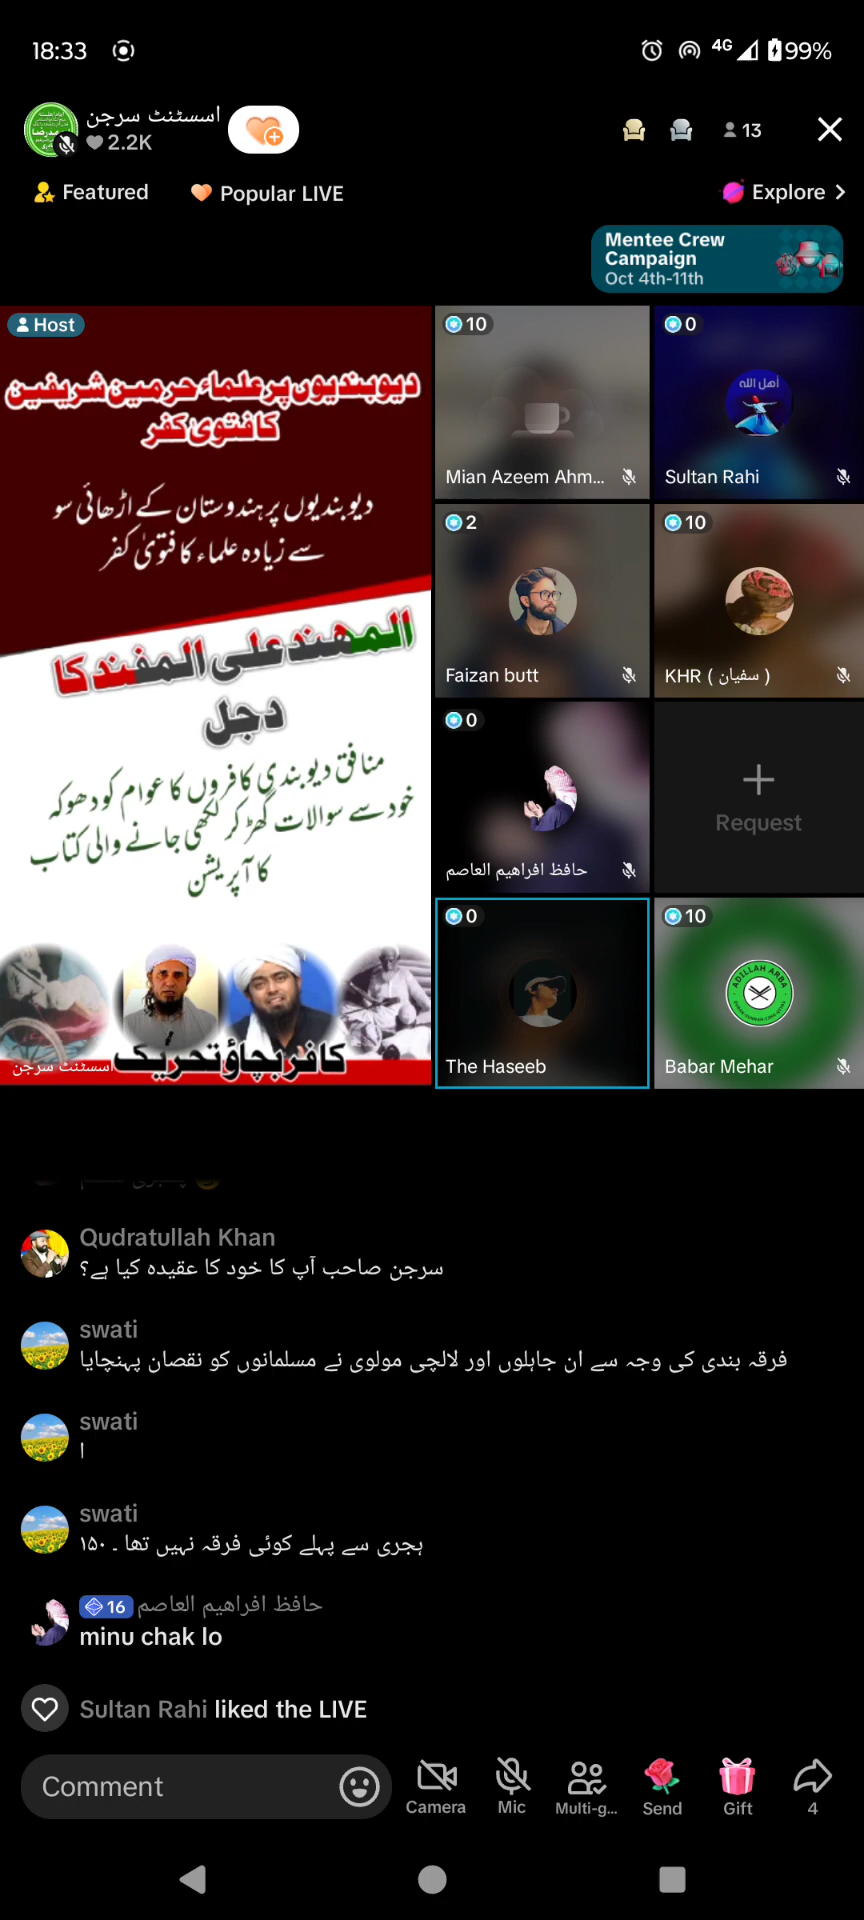 18:33
4G
99%
اسسٹنٹ سرجن
2.2K
13
Featured
Popular LIVE
Explore
Mentee Crew
Campaign
Oct 4th-11th
Host
دیوبندیوں پر علماء حرمین شریفین
کا فتویٰ کفر
دیوبندیوں پر ہندوستان کے اڑھائی سو
سے زیادہ علماء کا فتویٰ کفر
المهند علی المفند کا
دجل
منافق دیوبندی کافروں کا عوام کو دھوکہ
خود سے سوالات گھڑ کر لکھی جانے والی کتاب
کا آپریشن
کافر بچاؤ تحریک
اسسٹنٹ سرجن
10
Mian Azeem Ahm...
0
أهل الله
Sultan Rahi
2
Faizan butt
10
KHR ( سفیان )
0
حافظ افراهيم العاصم
Request
0
The Haseeb
10
ADILLAH ARBA
Babar Mehar
Qudratullah Khan
سرجن صاحب آپ کا خود کا عقیدہ کیا ہے؟
swati
فرقہ بندی کی وجہ سے ان جاہلوں اور لالچی مولوی نے مسلمانوں کو نقصان پہنچایا
swati
ا
swati
ہجری سے پہلے کوئی فرقہ نہیں تھا ۔ ۱۵۰
16 حافظ افراهيم العاصم
minu chak lo
Sultan Rahi liked the LIVE
Comment
Camera
Mic
Multi-g...
Send
Gift
4